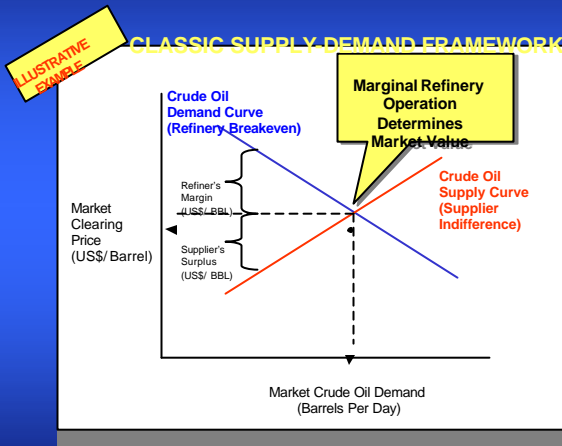 CLASSIC SUPPLY-DEMAND FRAMEWORK
ILLUSTRATIVE
EXAMPLE
Marginal Refinery
Operation
Determines
Market Value
Crude Oil
Demand Curve
(Refinery Breakeven)
Crude Oil
Supply Curve
(Supplier
Indifference)
Refiner's
Margin
(US$/ BBL)
Market
Clearing
Price
(US$/ Barrel)
Supplier's
Surplus
(US$/ BBL)
Market Crude Oil Demand
(Barrels Per Day)